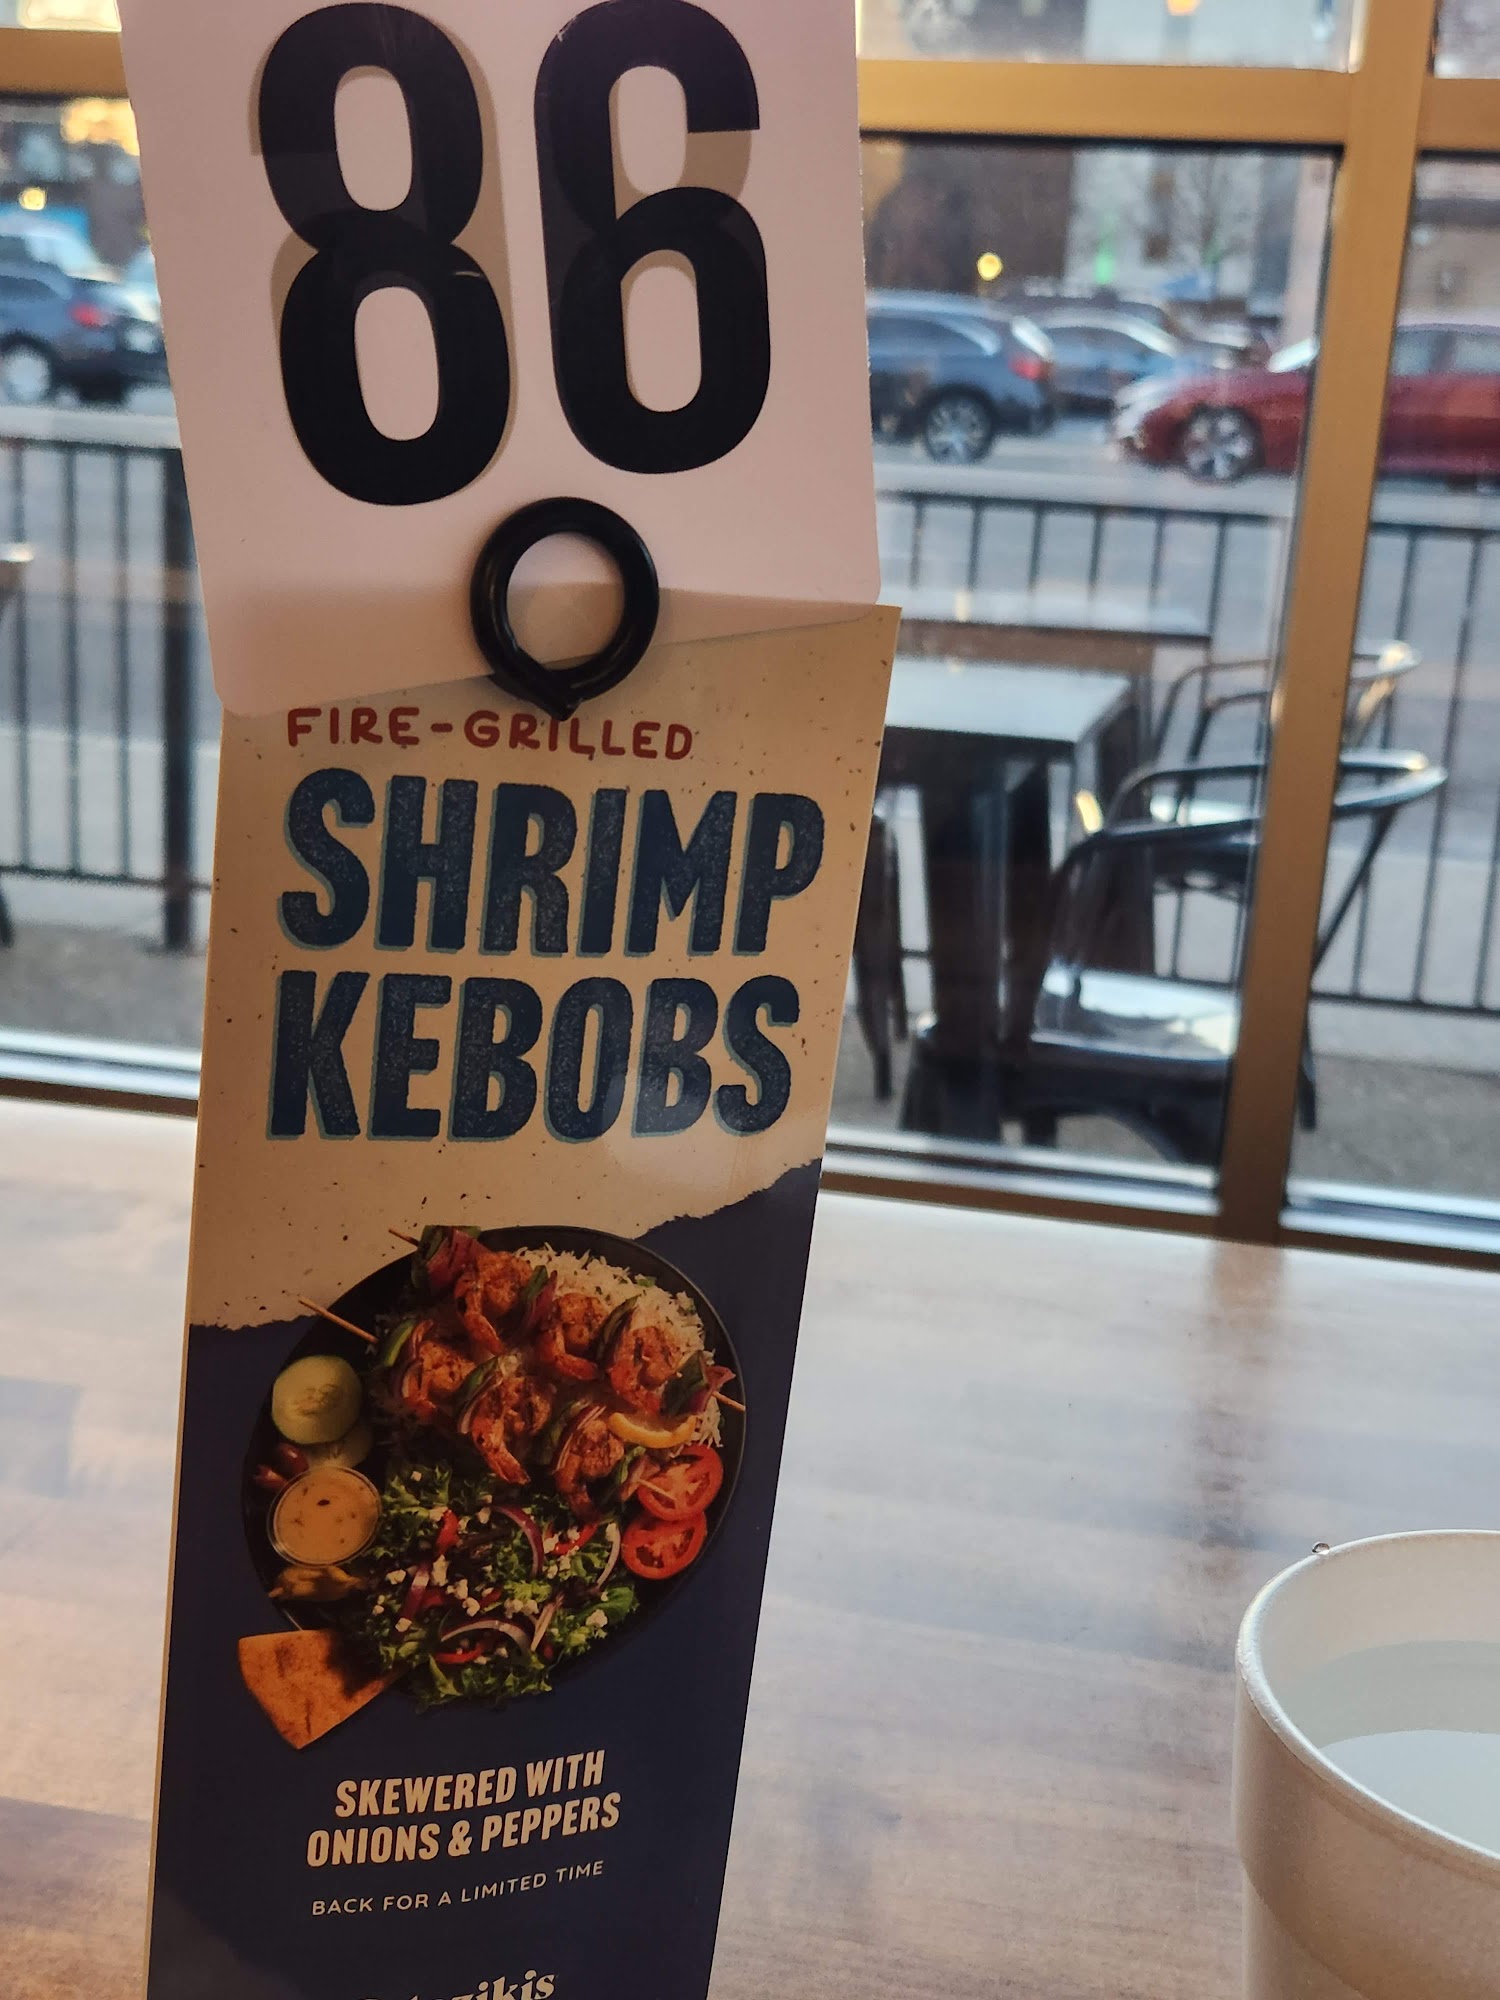 86
FIRE-GRILLED
SHRIMP
KEBOBS
SKEWERED WITH
ONIONS & PEPPERS
BACK FOR A LIMITED TIME